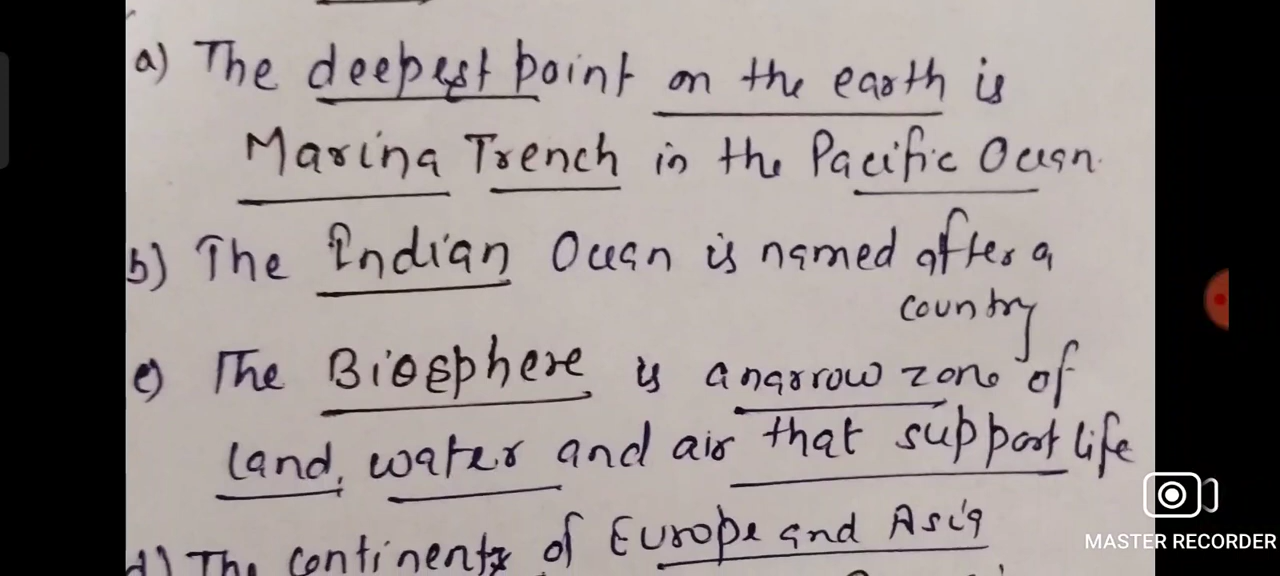 a) The deepest point on the earth is
Marina Trench in the Pacific Ocean.
b) The Indian Ocean is named after a
country
c) The Biosphere is a narrow zone of
land, water and air that support life
d) The continents of Europe and Asia
MASTER RECORDER